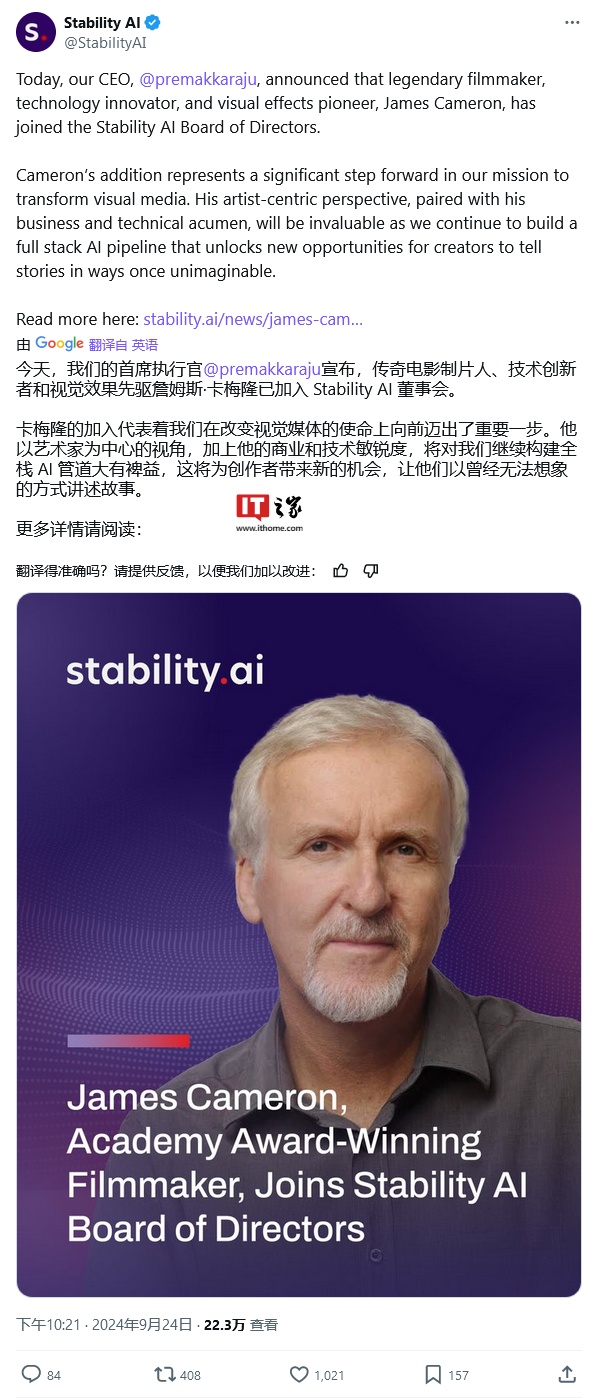 Stability AI
@StabilityAI
Today, our CEO, @premakkaraju, announced that legendary filmmaker,
technology innovator, and visual effects pioneer, James Cameron, has
joined the Stability AI Board of Directors.
Cameron's addition represents a significant step forward in our mission to
transform visual media. His artist-centric perspective, paired with his
business and technical acumen, will be invaluable as we continue to build a
full stack AI pipeline that unlocks new opportunities for creators to tell
stories in ways once unimaginable.
Read more here: stability.ai/news/james-cam…
由 Google 翻译自 英语
今天，我们的首席执行官@premakkaraju宣布，传奇电影制片人、技术创新
者和视觉效果先驱詹姆斯·卡梅隆已加入 Stability AI 董事会。
卡梅隆的加入代表着我们在改变视觉媒体的使命上向前迈出了重要一步。他
以艺术家为中心的视角，加上他的商业和技术敏锐度，将对我们继续构建全
栈 AI 管道大有裨益，这将为创作者带来新的机会，让他们以曾经无法想象
的方式讲述故事。
IT之家
www.ithome.com
更多详情请阅读：
翻译得准确吗？请提供反馈，以便我们加以改进：
stability.ai
James Cameron,
Academy Award-Winning
Filmmaker, Joins Stability AI
Board of Directors
下午10:21 · 2024年9月24日 · 22.3万 查看
84 408 1,021 157